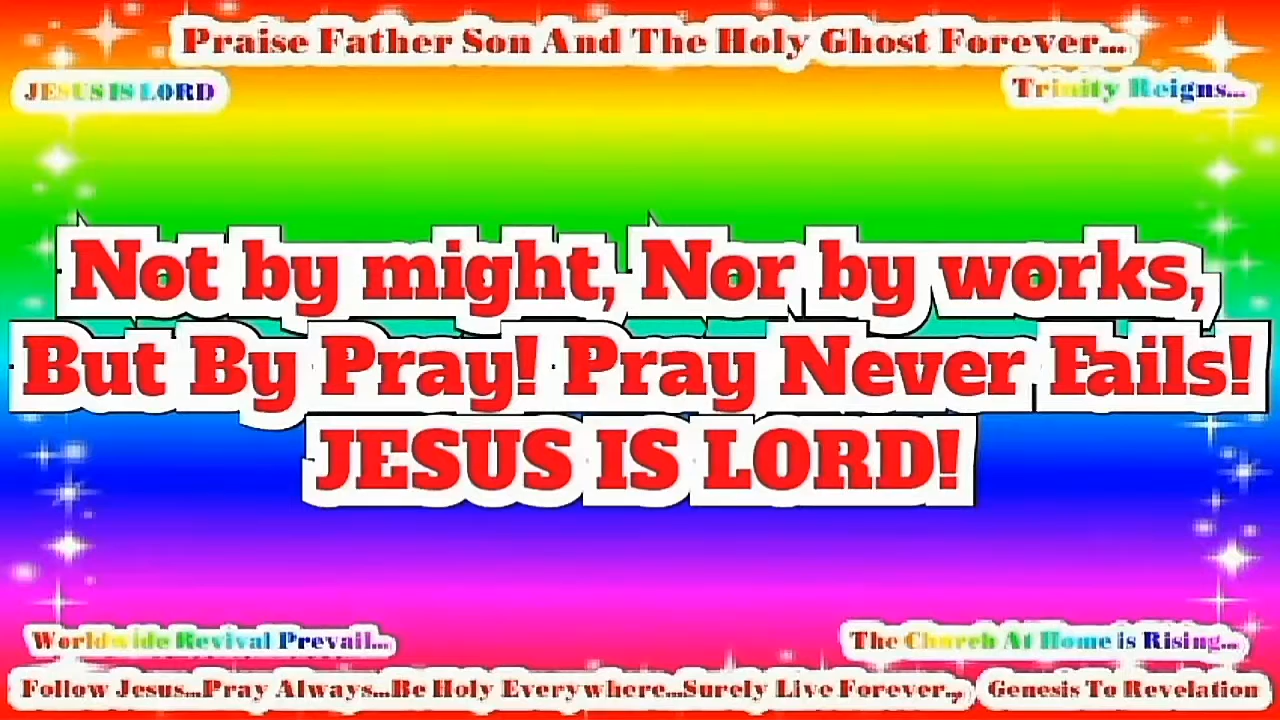 Praise Father Son And The Holy Ghost Forever...
JESUS IS LORD
Trinity Reigns...
Not by might, Nor by works,
But By Pray! Pray Never Fails!
JESUS IS LORD!
Worldwide Revival Prevail...
The Church At Home is Rising...
Follow Jesus...Pray Always...Be Holy Everywhere...Surely Live Forever.., Genesis To Revelation